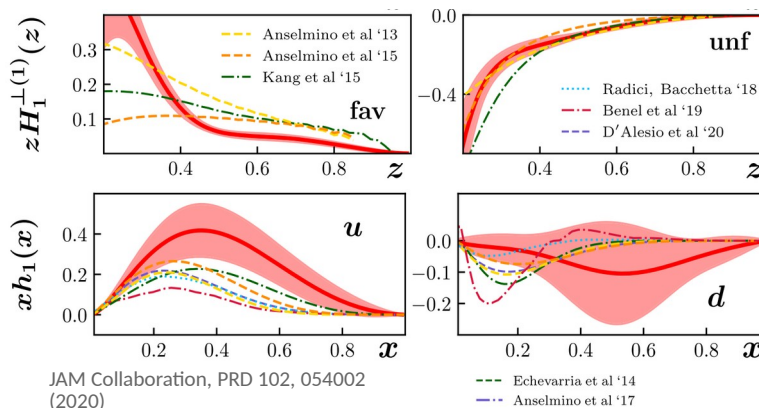 zH₁^⊥(1)(z)
0.3
0.2
0.1
Anselmino et al ‘13
Anselmino et al ‘15
Kang et al ‘15
fav
0.4 0.6 0.8 z
0.0
−0.4
unf
Radici, Bacchetta ‘18
Benel et al ‘19
D′Alesio et al ‘20
0.4 0.6 0.8 z
xh₁(x)
0.4
0.2
0.0
u
0.2 0.4 0.6 0.8 x
0.0
−0.1
−0.2
d
0.2 0.4 0.6 0.8 x
JAM Collaboration, PRD 102, 054002
(2020)
Echevarria et al ‘14
Anselmino et al ‘17